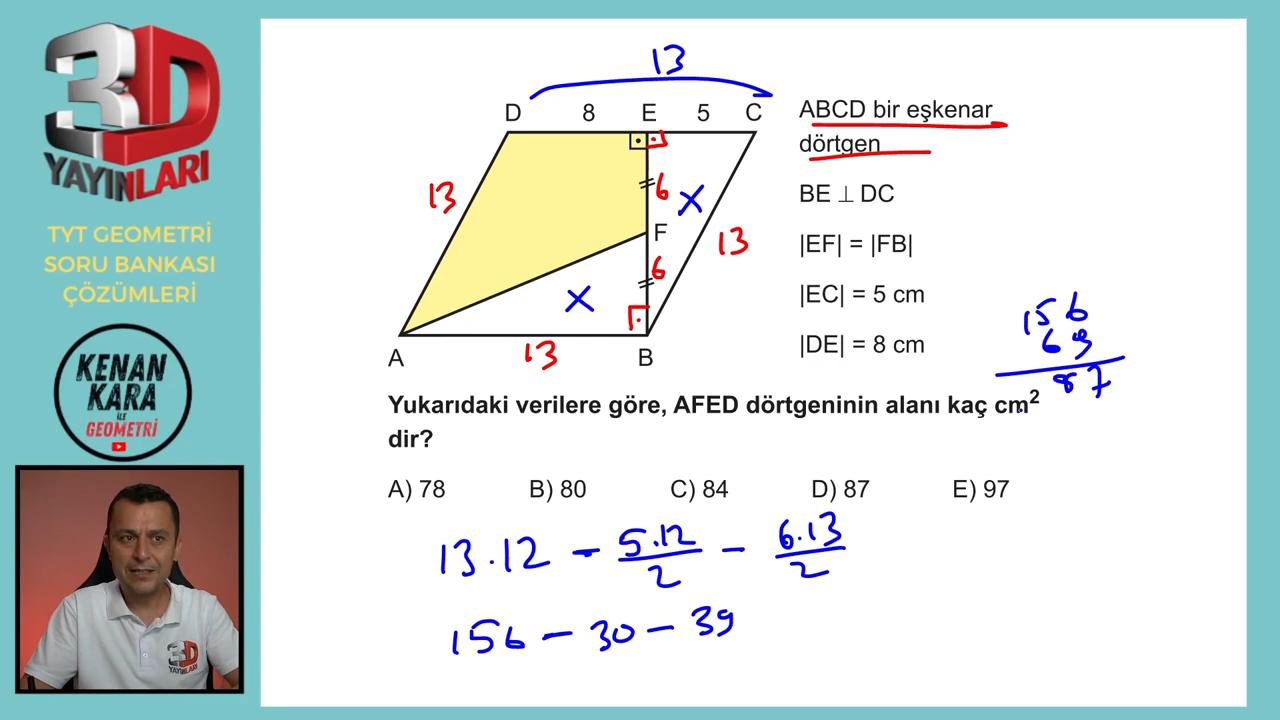 3D
YAYINLARI
TYT GEOMETRİ
SORU BANKASI
ÇÖZÜMLERİ
KENAN
KARA
İLE
GEOMETRİ
3D
YAYINLARI
13
D 8 E 5 C
13 6 x
F 13
x 6
A 13 B
ABCD bir eşkenar
dörtgen
BE ⊥ DC
|EF| = |FB|
|EC| = 5 cm
|DE| = 8 cm
156
69
87
Yukarıdaki verilere göre, AFED dörtgeninin alanı kaç cm²
dir?
A) 78 B) 80 C) 84 D) 87 E) 97
13.12 - 5.12/2 - 6.13/2
156 - 30 - 39